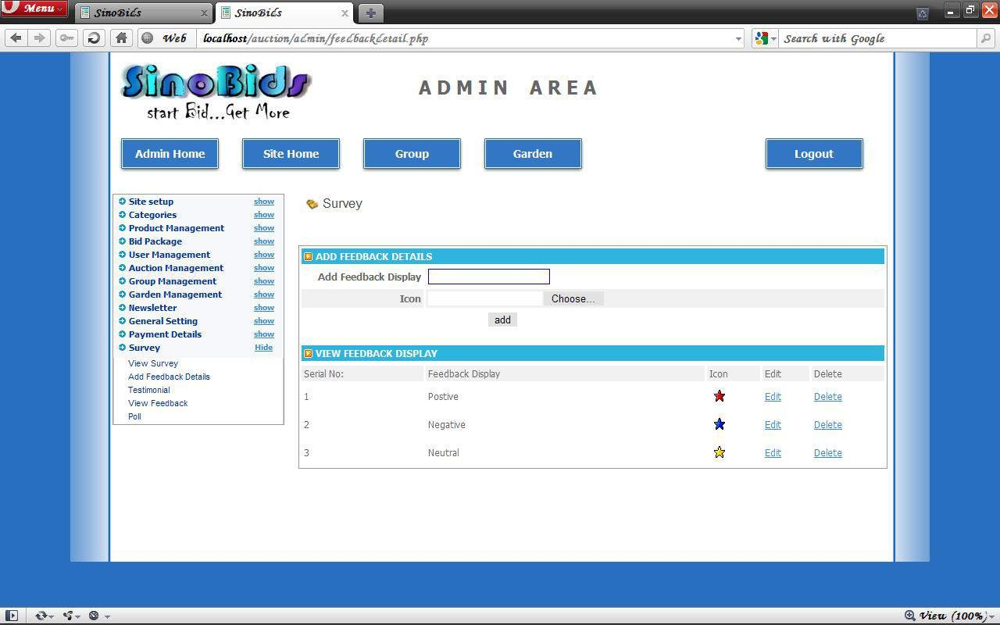 Menu
SinoBids
SinoBids
Web
localhost/auction/admin/feedbackdetail.php
Search with Google
SinoBids
start Bid...Get More
ADMIN AREA
Admin Home
Site Home
Group
Garden
Logout
Site setup show
Categories show
Product Management show
Bid Package show
User Management show
Auction Management show
Group Management show
Garden Management show
Newsletter show
General Setting show
Payment Details show
Survey Hide
View Survey
Add Feedback Details
Testimonial
View Feedback
Poll
Survey
ADD FEEDBACK DETAILS
Add Feedback Display
Icon Choose...
add
VIEW FEEDBACK DISPLAY
Serial No: Feedback Display Icon Edit Delete
1 Postive Edit Delete
2 Negative Edit Delete
3 Neutral Edit Delete
View (100%)